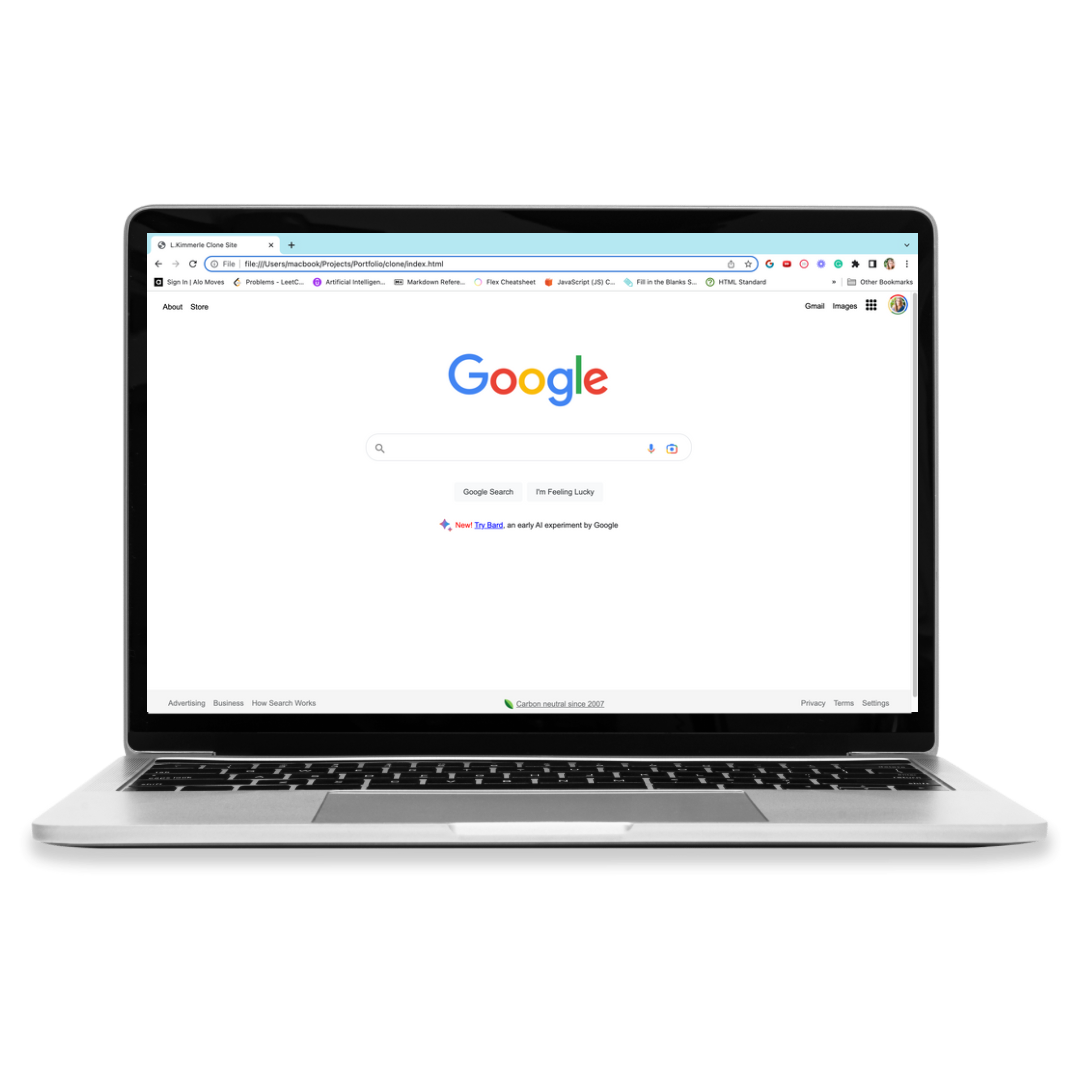 L.Kimmerle Clone Site
File file:///Users/macbook/Projects/Portfolio/clone/index.html
Sign In | Alo Moves Problems - LeetC... Artificial Intelligen... Markdown Refere... Flex Cheatsheet JavaScript (JS) C... Fill in the Blanks S... HTML Standard » Other Bookmarks
About Store Gmail Images
Google
Google Search I'm Feeling Lucky
New! Try Bard, an early AI experiment by Google
Advertising Business How Search Works Carbon neutral since 2007 Privacy Terms Settings